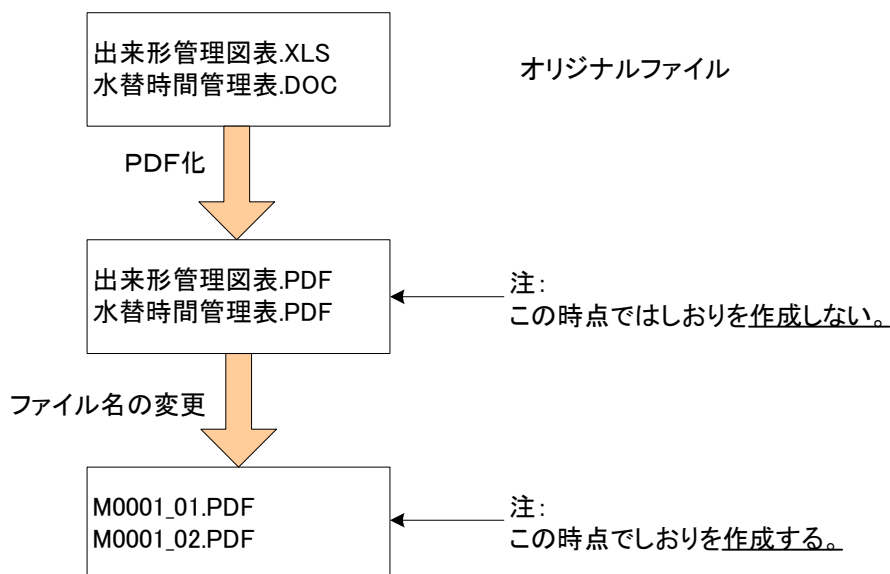 出来形管理図表.XLS
水替時間管理表.DOC
オリジナルファイル
PDF化
出来形管理図表.PDF
水替時間管理表.PDF
注：
この時点ではしおりを作成しない。
ファイル名の変更
M0001_01.PDF
M0001_02.PDF
注：
この時点でしおりを作成する。